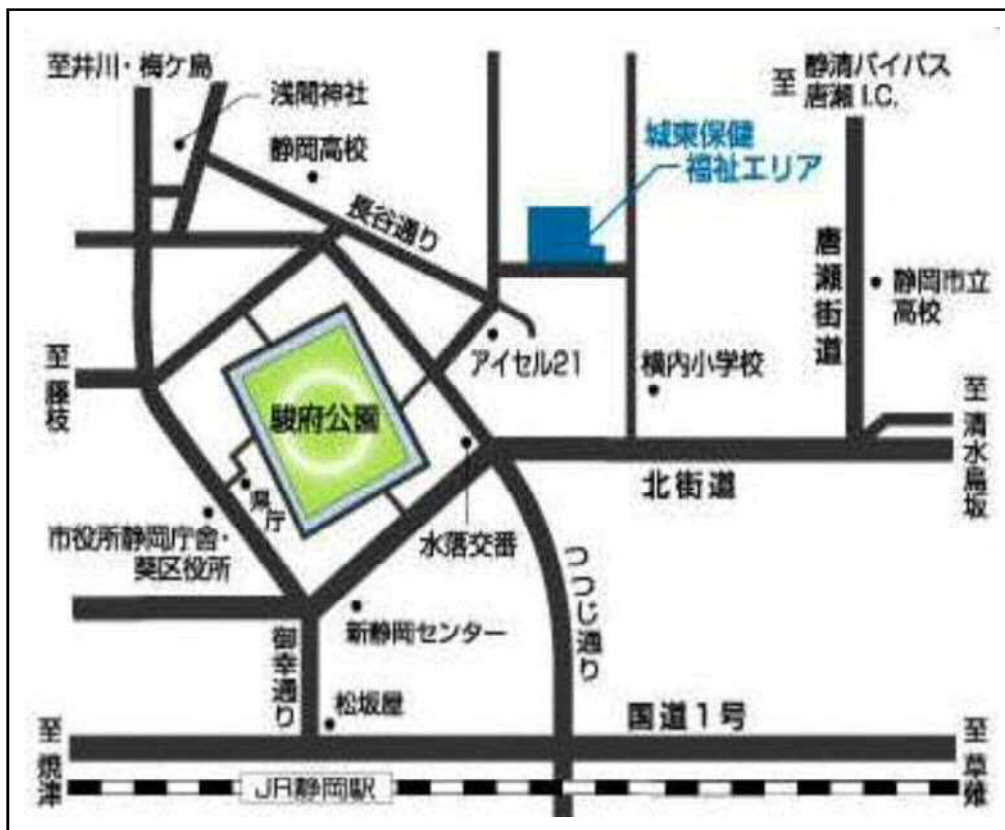 至井川・梅ケ島
浅間神社
静岡高校
長谷通り
城東保健
福祉エリア
至
静清バイパス
唐瀬 I.C.
唐瀬街道
静岡市立
高校
至藤枝
アイセル21
横内小学校
駿府公園
至清水鳥坂
北街道
県庁
水落交番
市役所静岡庁舎・
葵区役所
つつじ通り
新静岡センター
御幸通り
松坂屋
国道1号
至焼津
JR静岡駅
至草薙